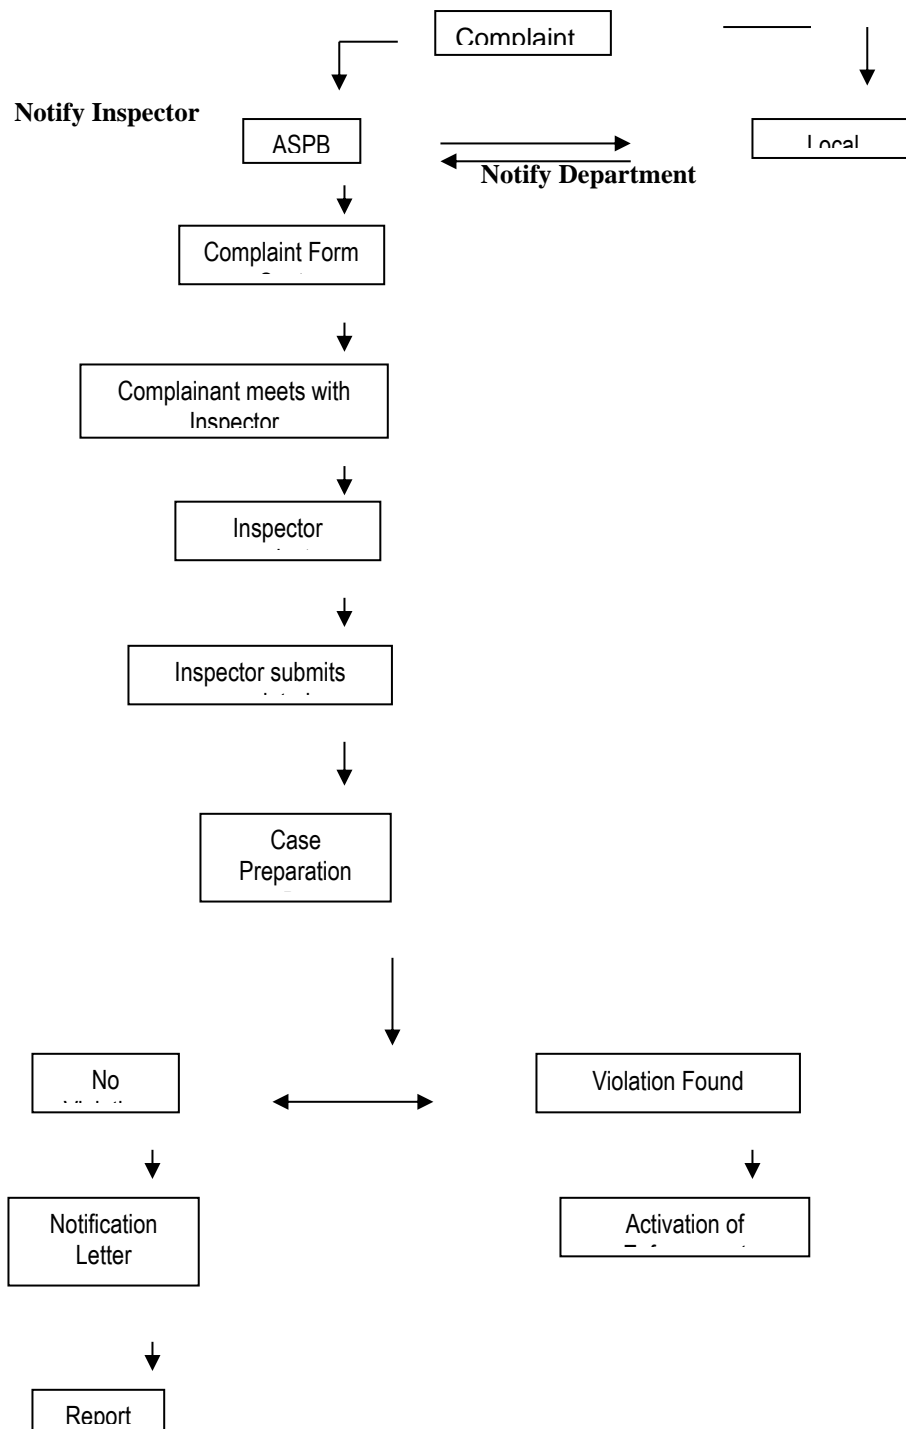 Complaint
Notify Inspector
ASPB
Local
Notify Department
Complaint Form
Complainant meets with
Inspector
Inspector
Inspector submits
Case
Preparation
No
Violation Found
Notification
Letter
Activation of
Report